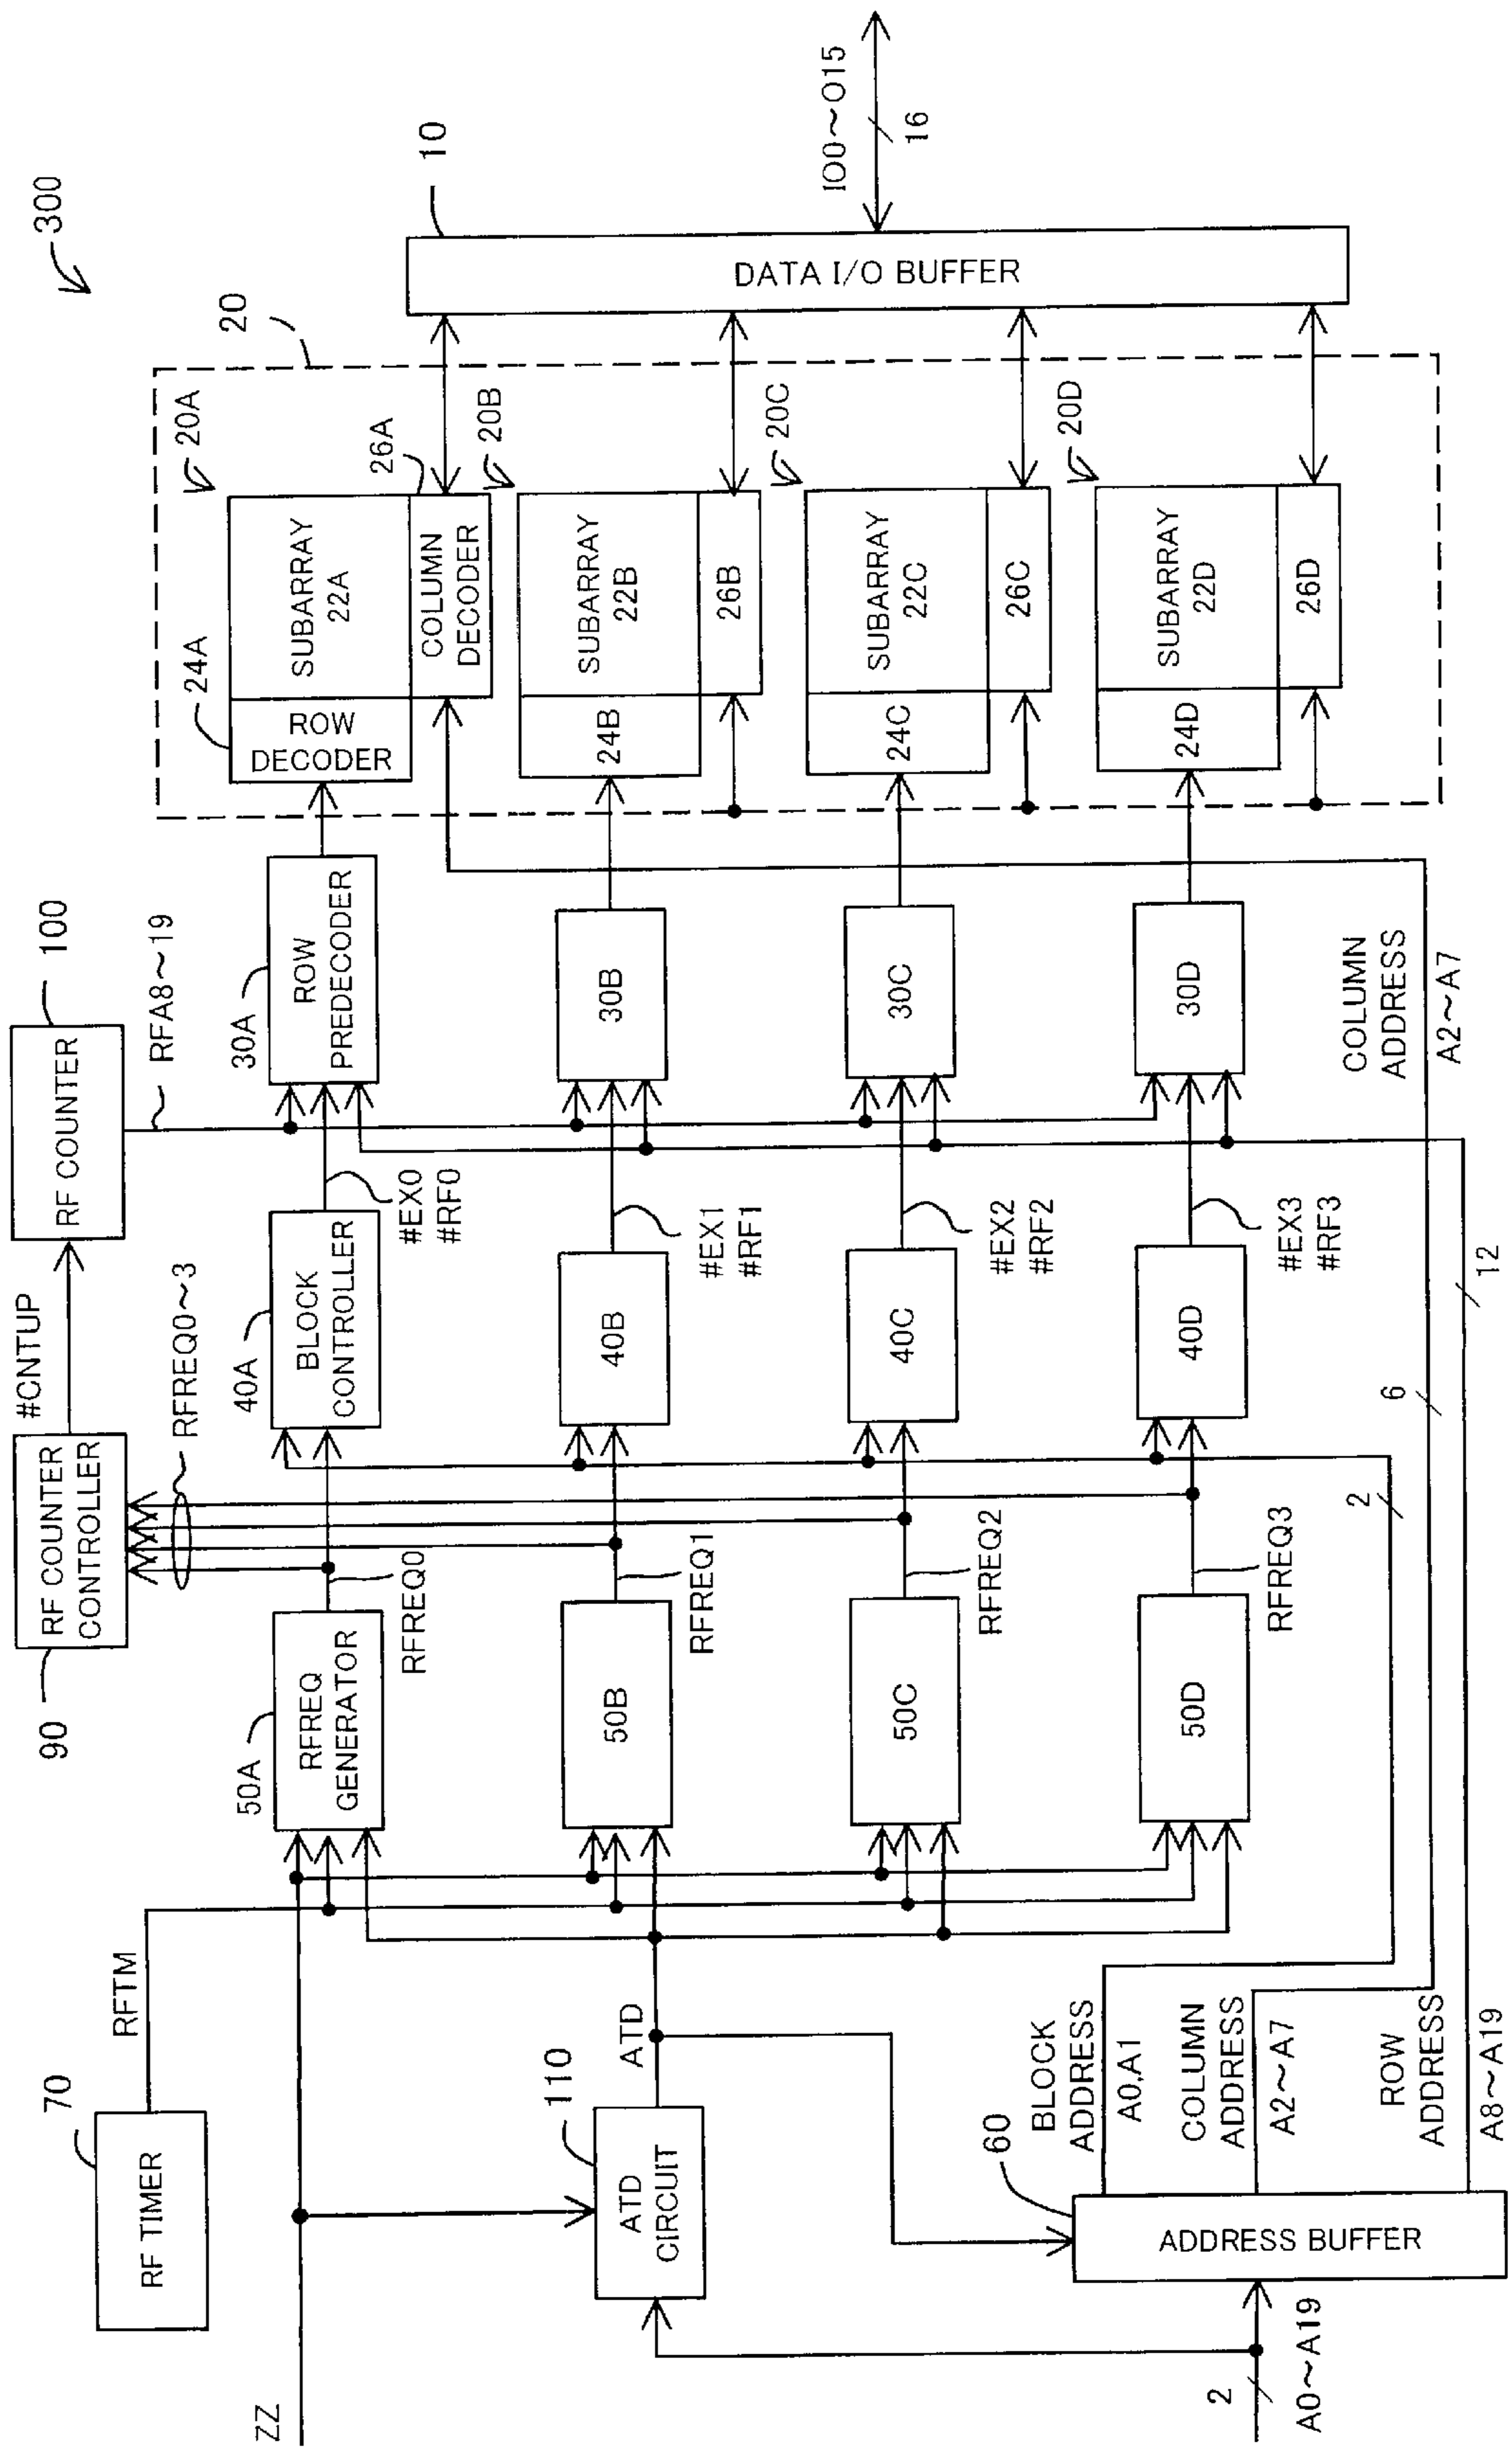 300
20
10
DATA I/O BUFFER
IO0~O15
16
20A
SUBARRAY
22A
24A
ROW
DECODER
26A
COLUMN
DECODER
20B
SUBARRAY
22B
24B
26B
20C
SUBARRAY
22C
24C
26C
20D
SUBARRAY
22D
24D
26D
100
RF COUNTER
RFA8~19
#CNTUP
90
RF COUNTER
CONTROLLER
RFREQ0~3
30A
ROW
PREDECODER
30B
30C
30D
#EX0
#RF0
#EX1
#RF1
#EX2
#RF2
#EX3
#RF3
40A
BLOCK
CONTROLLER
40B
40C
40D
RFREQ0
RFREQ1
RFREQ2
RFREQ3
50A
RFREQ
GENERATOR
50B
50C
50D
COLUMN
ADDRESS
A2~A7
12
6
2
70
RF TIMER
RFTM
ZZ
110
ATD
CIRCUIT
ATD
60
ADDRESS BUFFER
BLOCK
ADDRESS
A0,A1
COLUMN
ADDRESS
A2~A7
ROW
ADDRESS
A8~A19
2
A0~A19